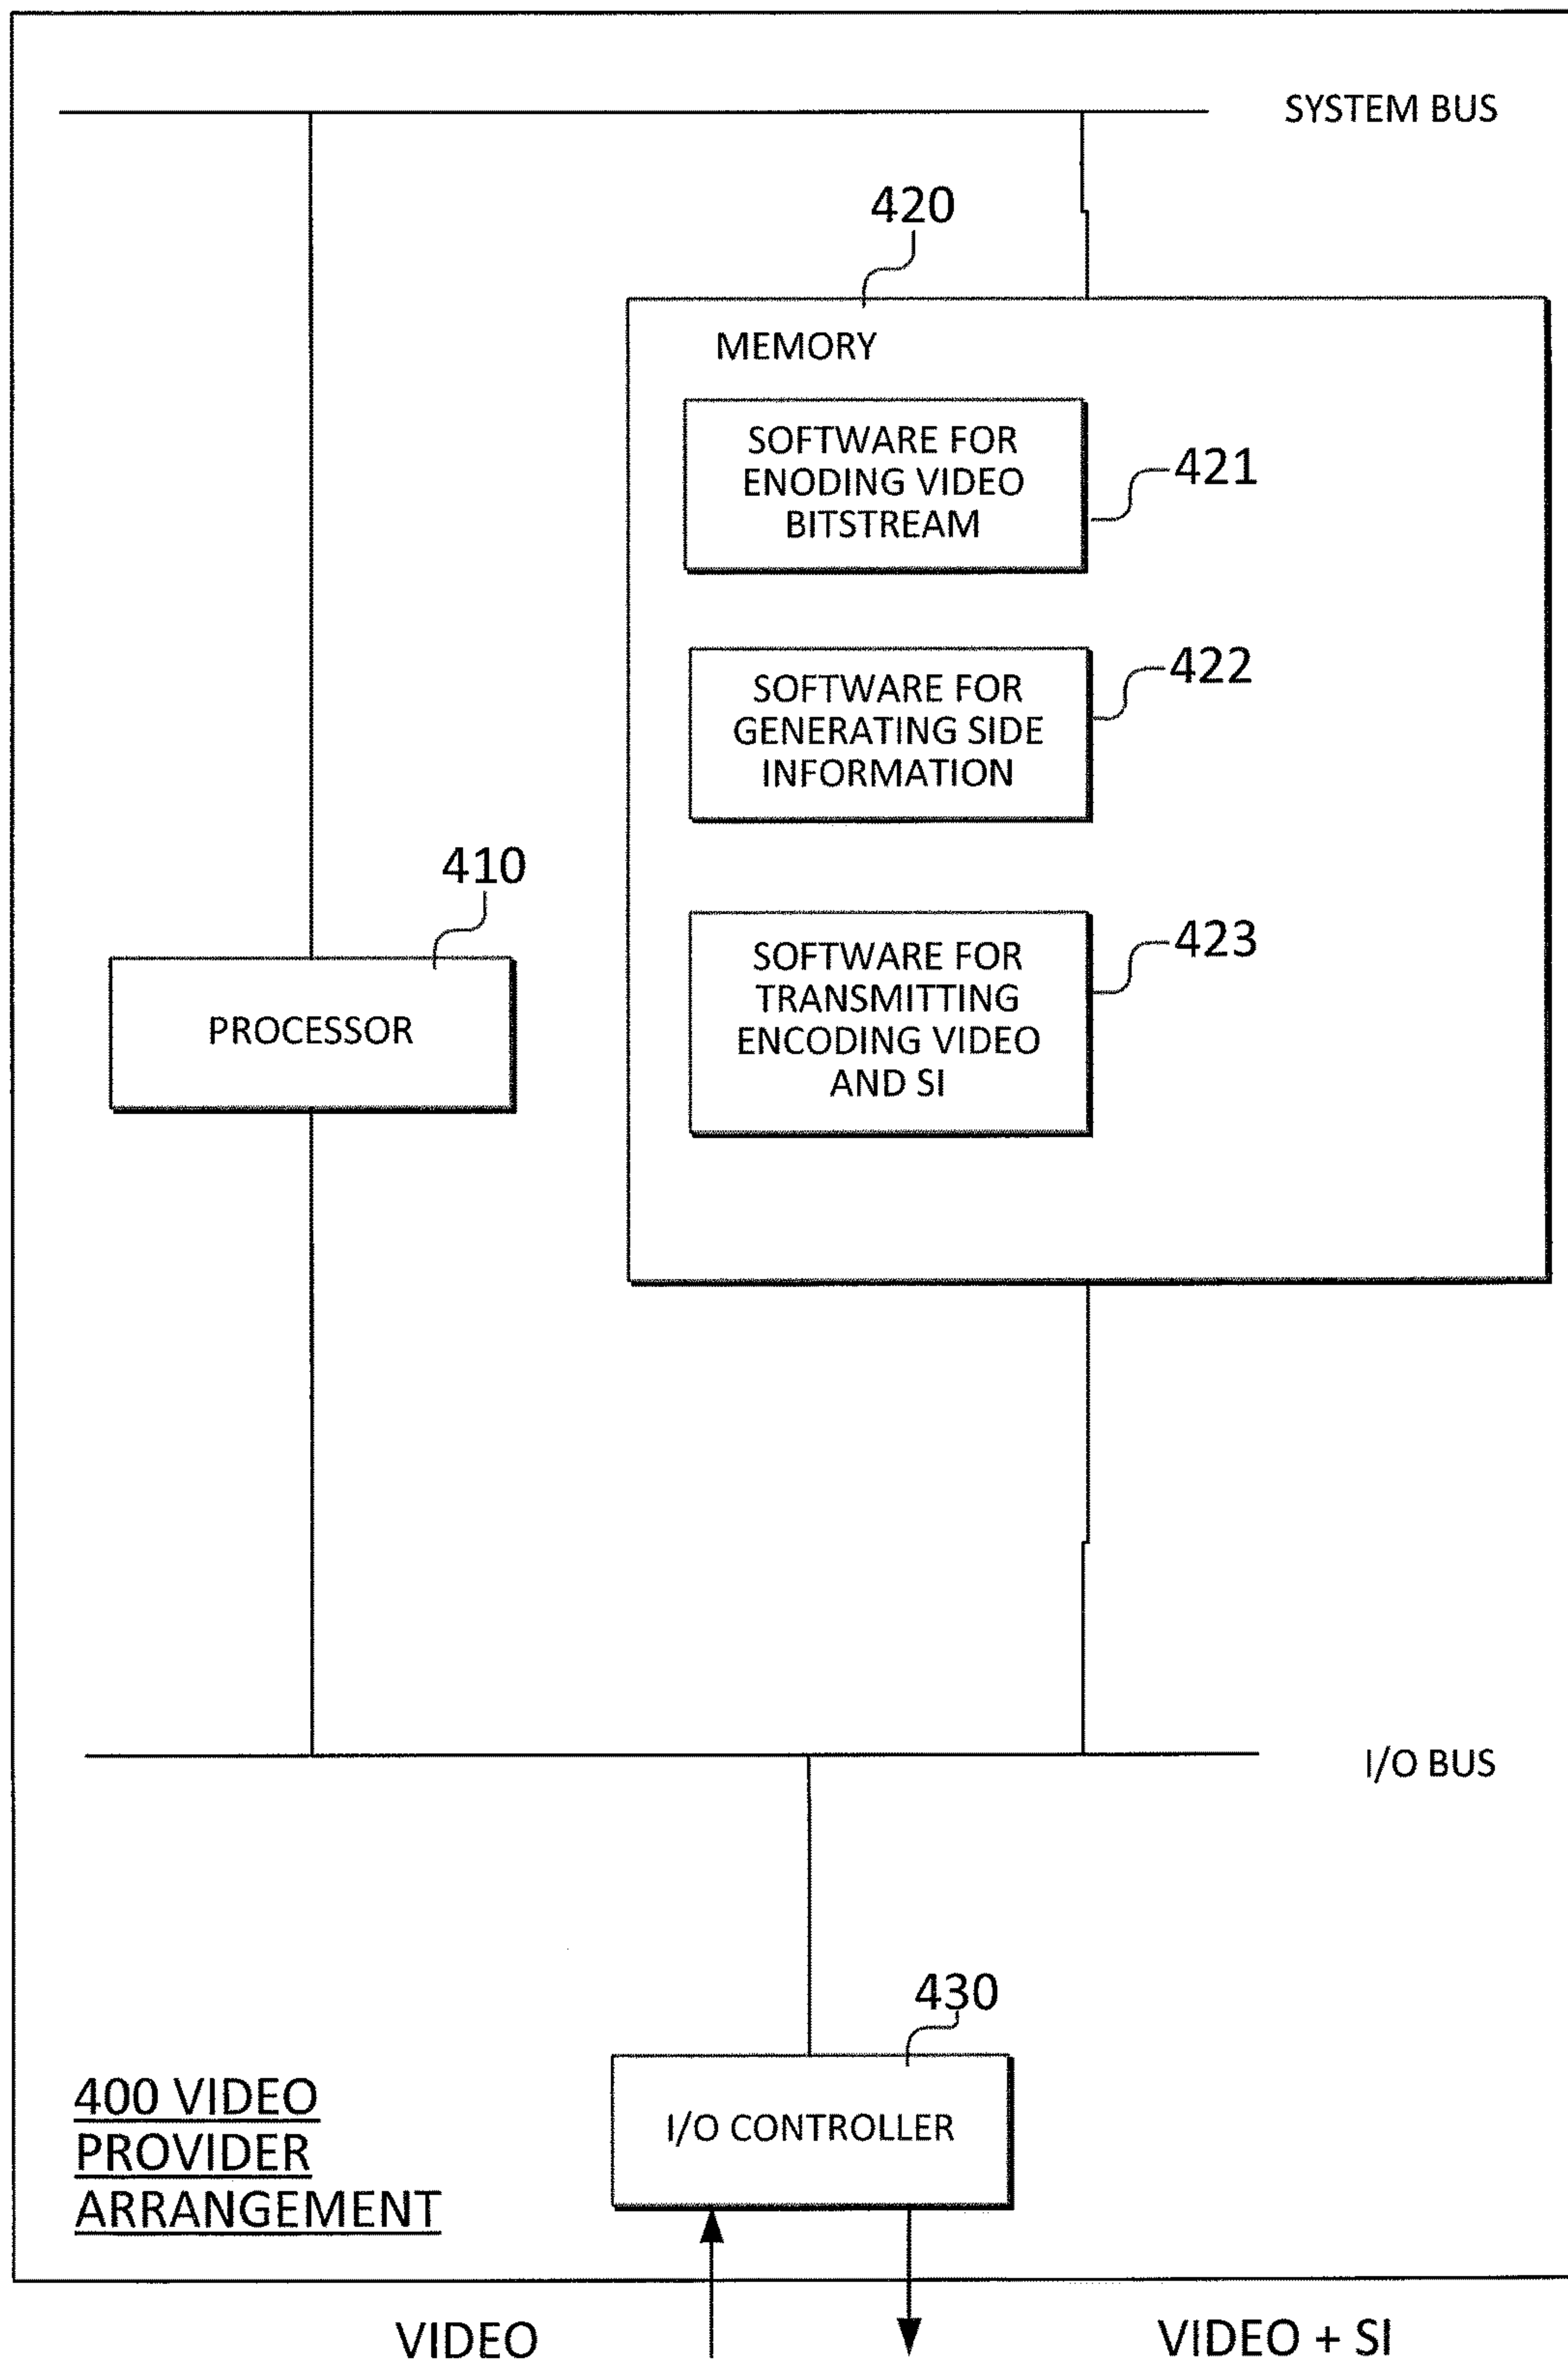 SYSTEM BUS
420
MEMORY
SOFTWARE FOR
ENODING VIDEO
BITSTREAM
421
SOFTWARE FOR
GENERATING SIDE
INFORMATION
422
410
PROCESSOR
SOFTWARE FOR
TRANSMITTING
ENCODING VIDEO
AND SI
423
I/O BUS
430
I/O CONTROLLER
400 VIDEO
PROVIDER
ARRANGEMENT
VIDEO
VIDEO + SI